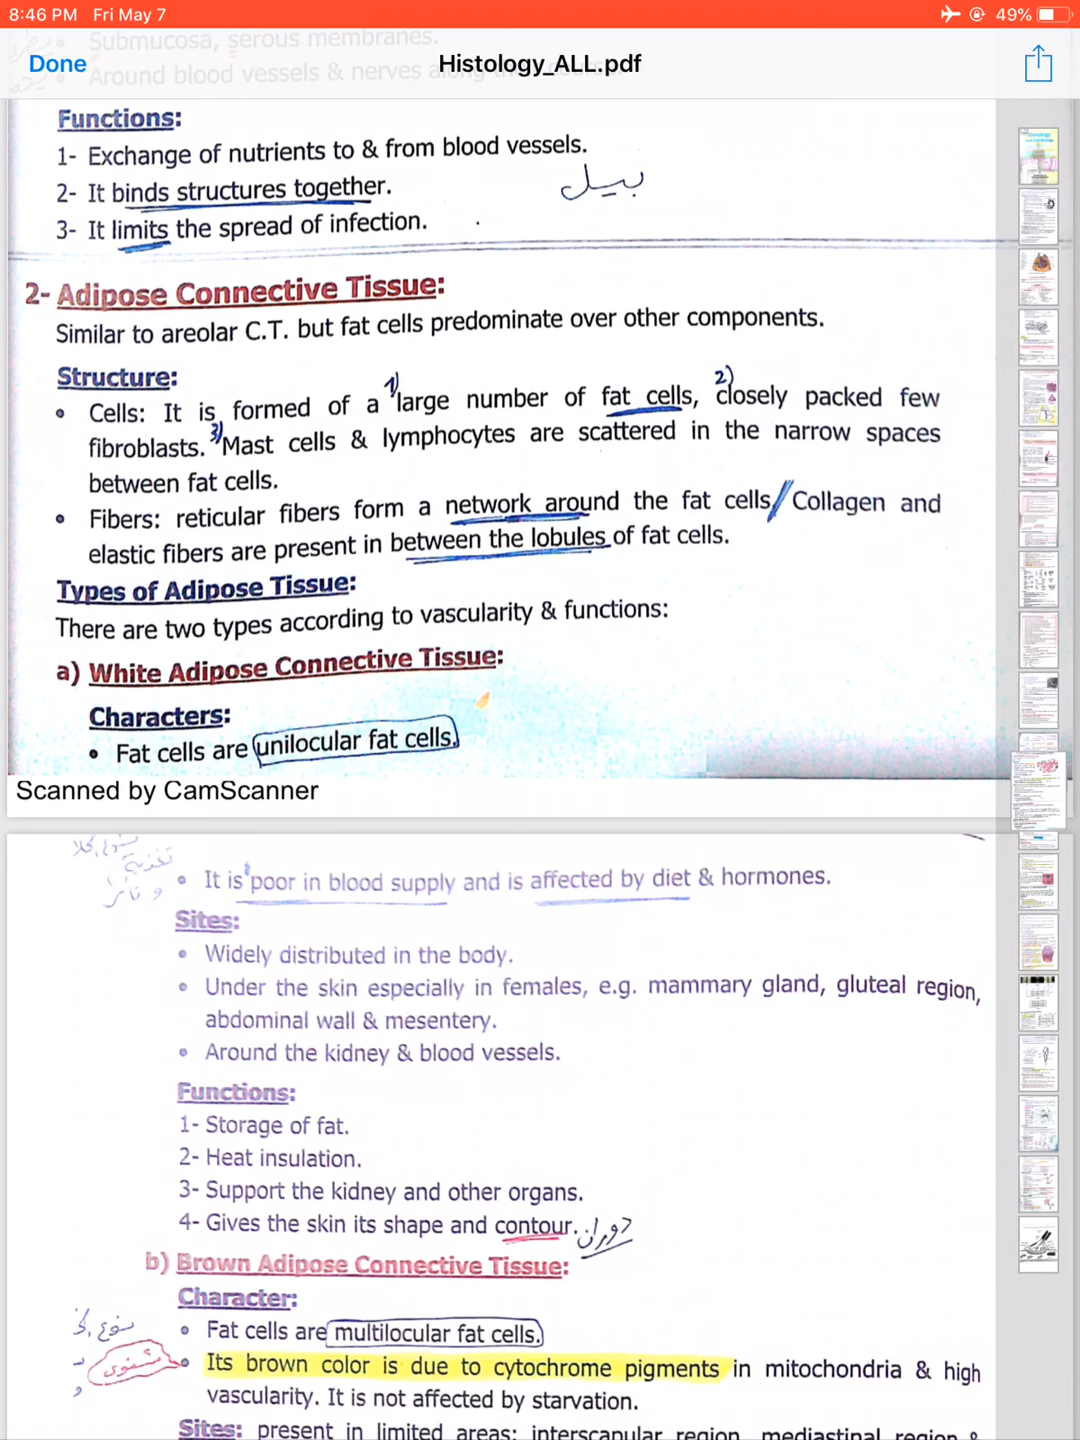 8:46 PM Fri May 7
49%
Submucosa, serous membranes.
Done
Histology_ALL.pdf
Around blood vessels & nerves
Functions:
1- Exchange of nutrients to & from blood vessels.
2- It binds structures together.
3- It limits the spread of infection.
2- Adipose Connective Tissue:
Similar to areolar C.T. but fat cells predominate over other components.
Structure:
1) 2)
• Cells: It is formed of a large number of fat cells, closely packed few
fibroblasts. 3) Mast cells & lymphocytes are scattered in the narrow spaces
between fat cells.
• Fibers: reticular fibers form a network around the fat cells/Collagen and
elastic fibers are present in between the lobules of fat cells.
Types of Adipose Tissue:
There are two types according to vascularity & functions:
a) White Adipose Connective Tissue:
Characters:
• Fat cells are unilocular fat cells.
Scanned by CamScanner
تغذية
• It is poor in blood supply and is affected by diet & hormones.
Sites:
• Widely distributed in the body.
• Under the skin especially in females, e.g. mammary gland, gluteal region,
abdominal wall & mesentery.
• Around the kidney & blood vessels.
Functions:
1- Storage of fat.
2- Heat insulation.
3- Support the kidney and other organs.
4- Gives the skin its shape and contour. دوران
b) Brown Adipose Connective Tissue:
Character:
• Fat cells are multilocular fat cells.
• Its brown color is due to cytochrome pigments in mitochondria & high
vascularity. It is not affected by starvation.
Sites: present in limited areas: interscapular region, mediastinal region &